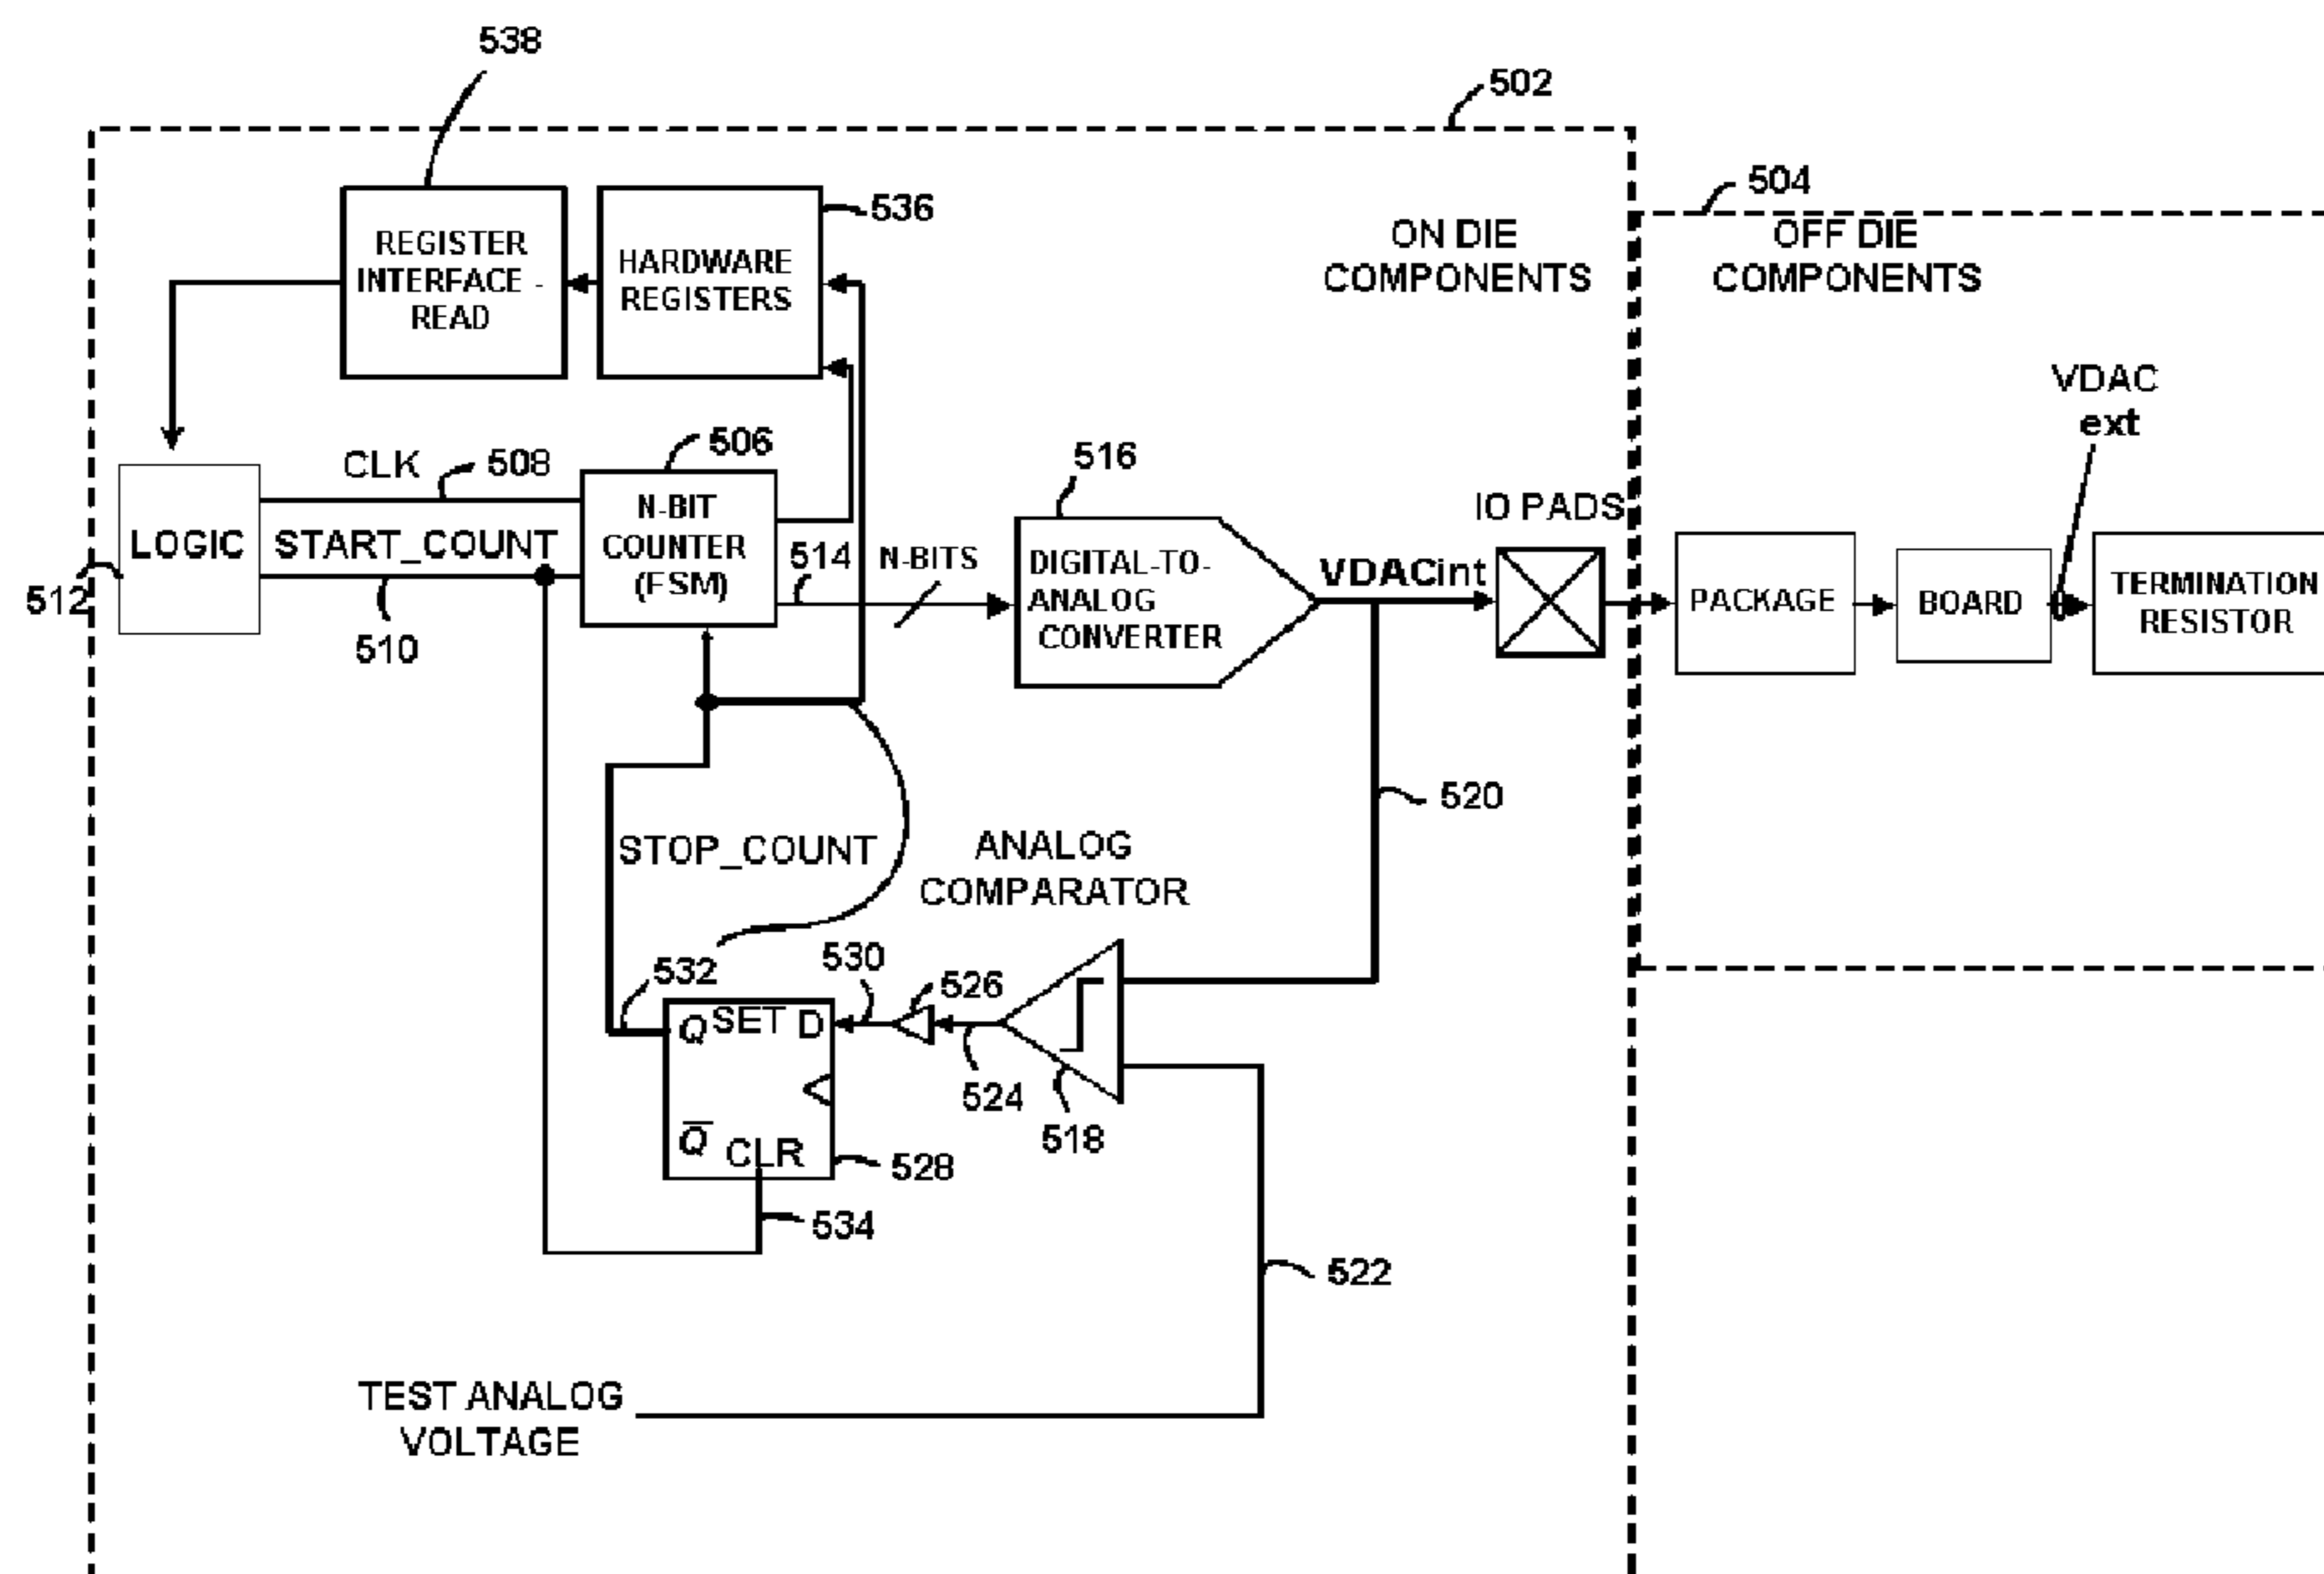 538
502
504
536
REGISTER
INTERFACE -
READ
HARDWARE
REGISTERS
ON DIE
COMPONENTS
OFF DIE
COMPONENTS
VDAC
ext
CLK
508
506
516
IO PADS
LOGIC
START_COUNT
N-BIT
COUNTER
(FSM)
514
N-BITS
DIGITAL-TO-
ANALOG
CONVERTER
VDACint
PACKAGE
BOARD
TERMINATION
RESISTOR
512
510
520
STOP_COUNT
ANALOG
COMPARATOR
532
530
526
Q SET D
524
518
Q CLR
528
534
522
TEST ANALOG
VOLTAGE